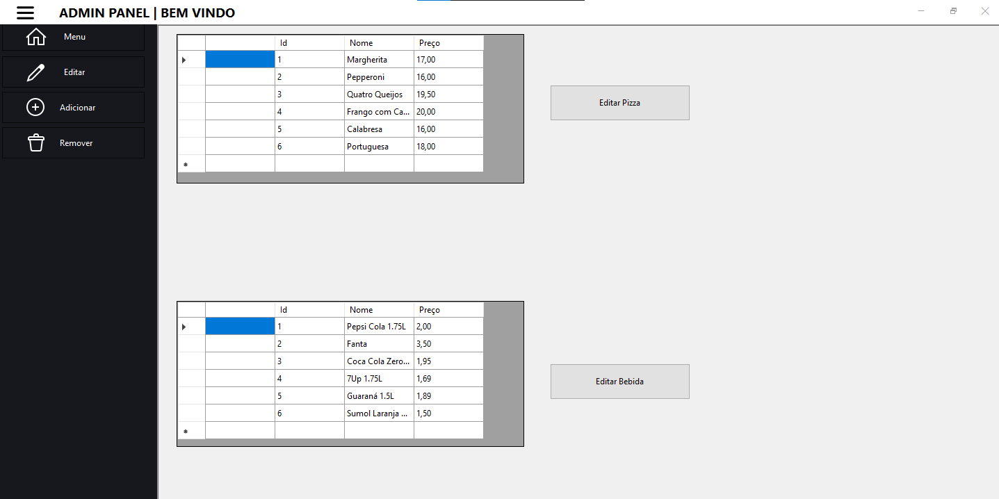 ADMIN PANEL | BEM VINDO
Menu
Editar
Adicionar
Remover
Id Nome Preço
1 Margherita 17,00
2 Pepperoni 16,00
3 Quatro Queijos 19,50
4 Frango com Ca... 20,00
5 Calabresa 16,00
6 Portuguesa 18,00
Editar Pizza
Id Nome Preço
1 Pepsi Cola 1.75L 2,00
2 Fanta 3,50
3 Coca Cola Zero... 1,95
4 7Up 1.75L 1,69
5 Guaraná 1.5L 1,89
6 Sumol Laranja ... 1,50
Editar Bebida